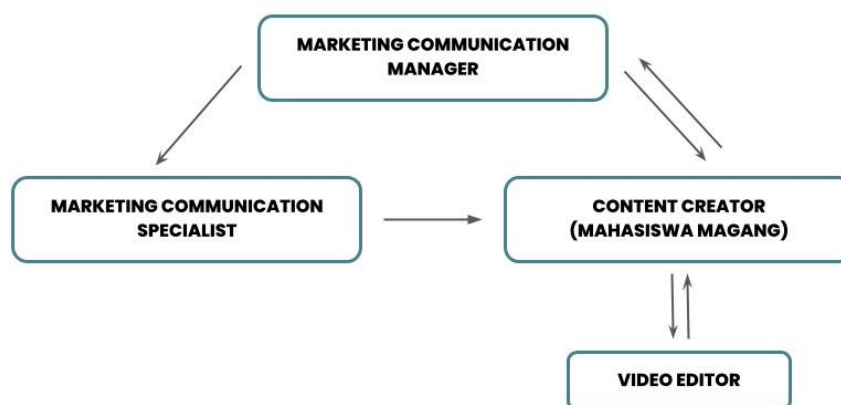 MARKETING COMMUNICATION
MANAGER
MARKETING COMMUNICATION
SPECIALIST
CONTENT CREATOR
(MAHASISWA MAGANG)
VIDEO EDITOR